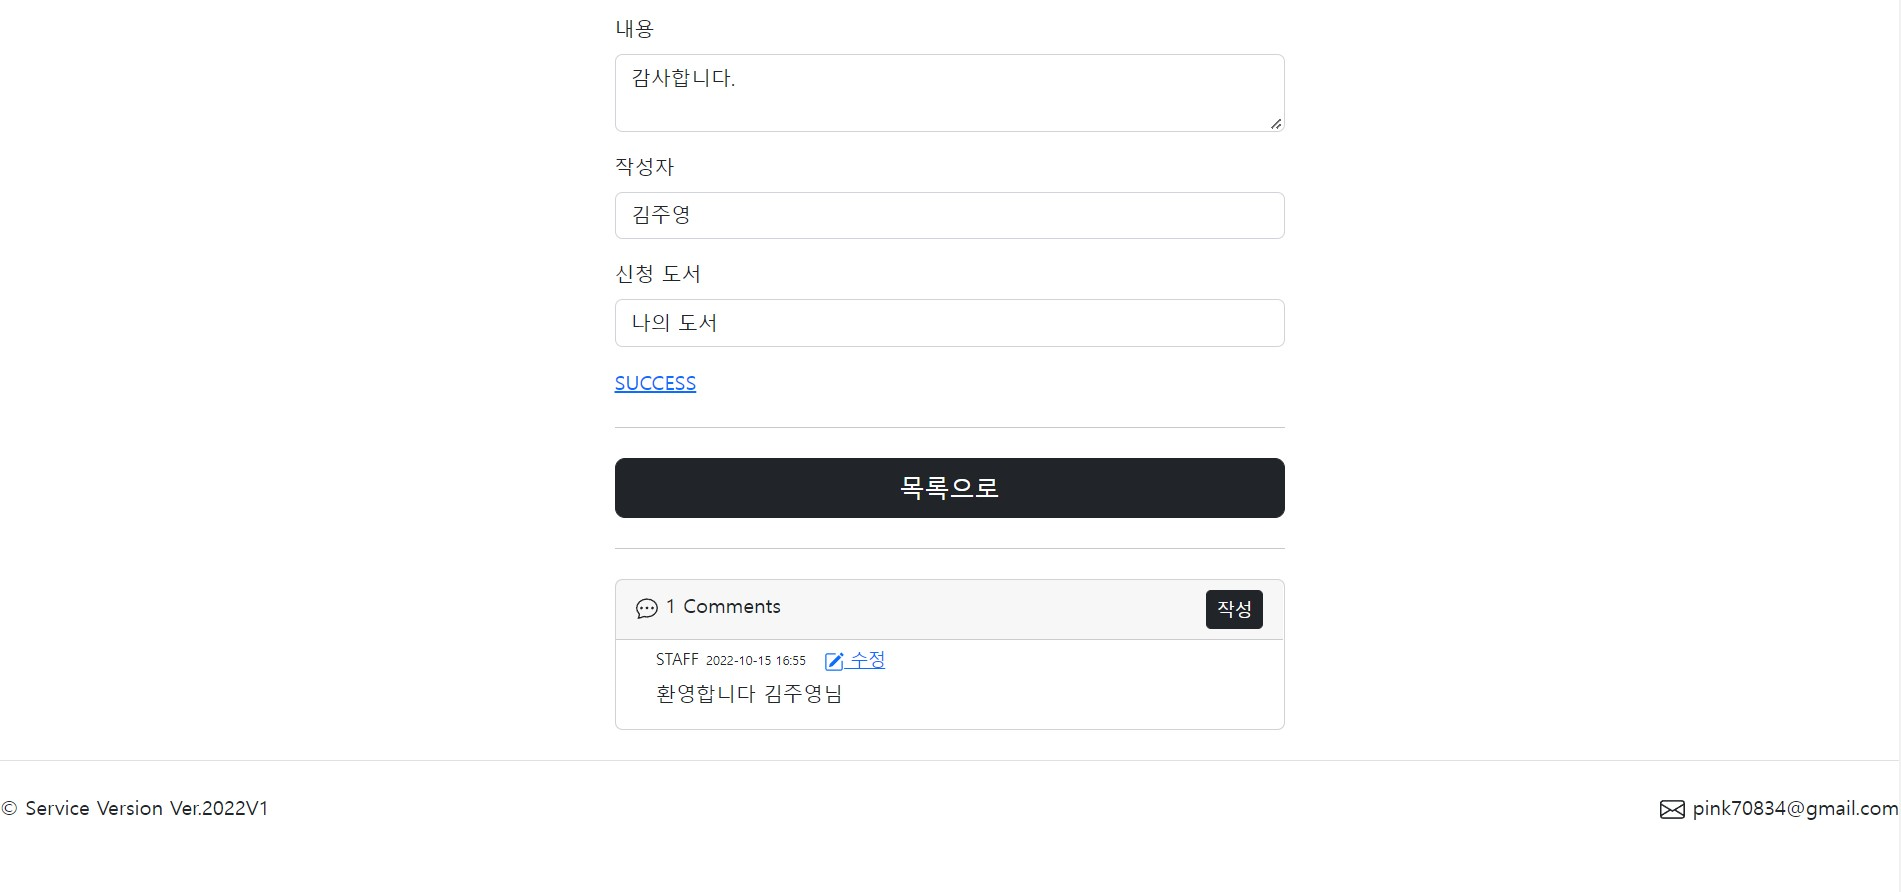 내용
감사합니다.
작성자
김주영
신청 도서
나의 도서
SUCCESS
목록으로
1 Comments
작성
STAFF 2022-10-15 16:55 수정
환영합니다 김주영님
© Service Version Ver.2022V1
pink70834@gmail.com